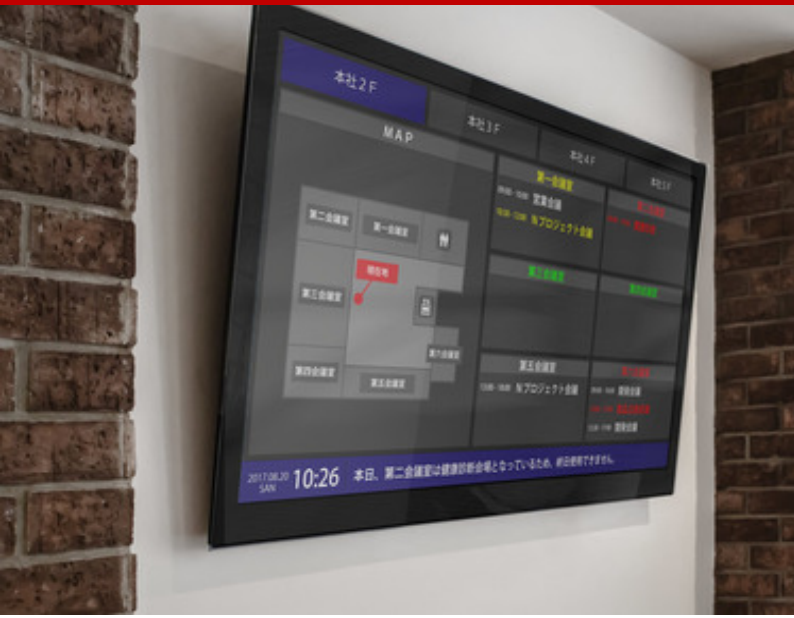 本社2F
本社3F
本社4F
本社5F
MAP
第二会議室
第一会議室
現在地
第三会議室
第六会議室
第四会議室
第五会議室
第一会議室
営業会議
Nプロジェクト会議
第三会議室
第四会議室
第五会議室
Nプロジェクト会議
開発会議
開発会議
2017.08.20
SAN
10:26
本日、第二会議室は健康診断会場となっているため、終日使用できません。